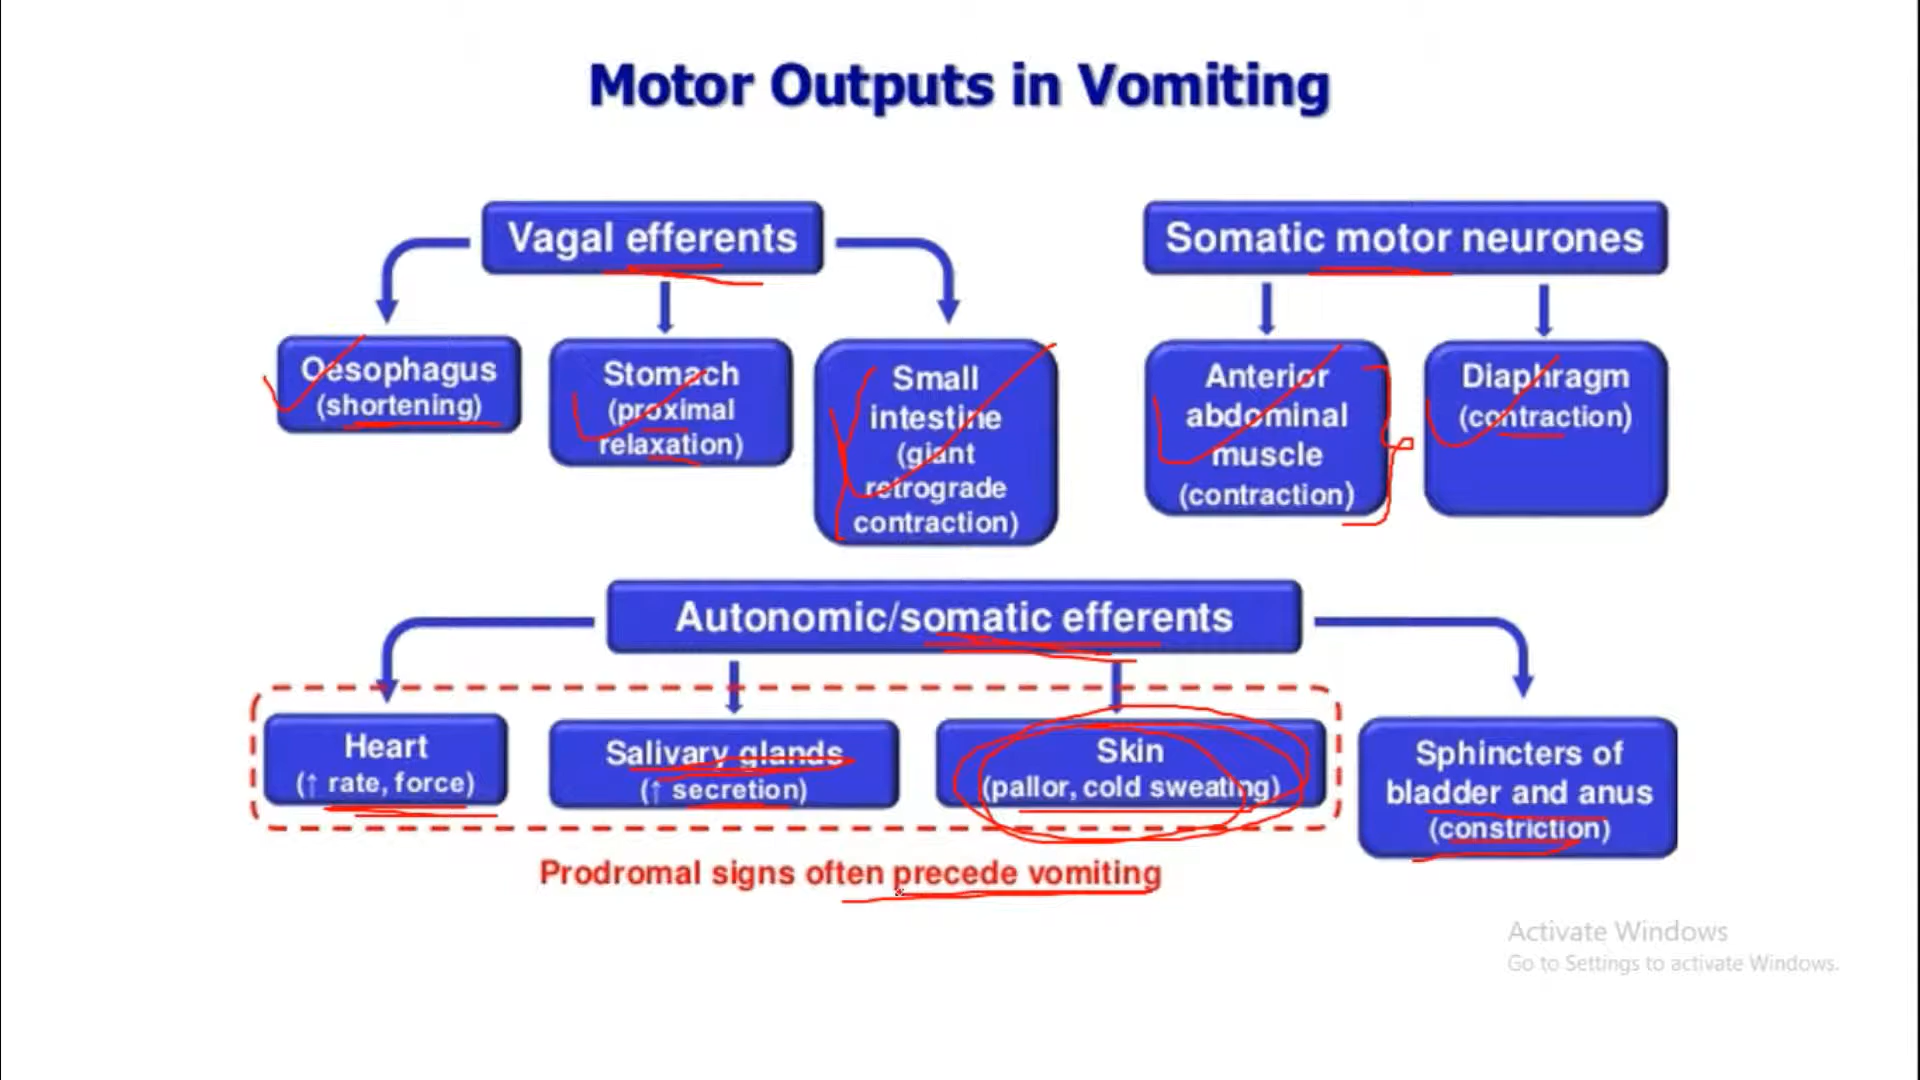 Motor Outputs in Vomiting
Vagal efferents
Somatic motor neurones
Oesophagus
(shortening)
Stomach
(proximal
relaxation)
Small
intestine
(giant
retrograde
contraction)
Anterior
abdominal
muscle
(contraction)
Diaphragm
(contraction)
Autonomic/somatic efferents
Heart
(↑ rate, force)
Salivary glands
(↑ secretion)
Skin
(pallor, cold sweating)
Sphincters of
bladder and anus
(constriction)
Prodromal signs often precede vomiting
Activate Windows
Go to Settings to activate Windows.